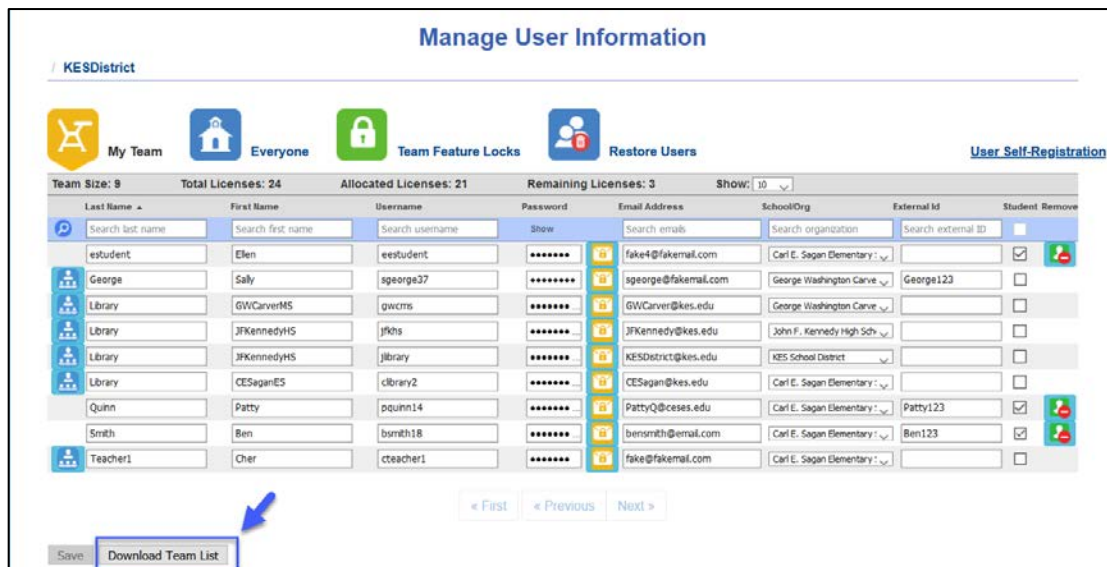 Manage User Information
/ KESDistrict
My Team Everyone Team Feature Locks Restore Users User Self-Registration
Team Size: 9 Total Licenses: 24 Allocated Licenses: 21 Remaining Licenses: 3 Show: 10
Last Name First Name Username Password Email Address School/Org External Id Student Remove
Search last name Search first name Search username Show Search emails Search organization Search external ID
estudent Ellen eestudent fake4@fakemail.com Carl E. Sagan Elementary :
George Sally sgeorge37 sgeorge@fakemail.com George Washington Carve George123
Library GWCarverMS gwcms GWCarver@kes.edu George Washington Carve
Library JFKennedyHS jfkhs JFKennedy@kes.edu John F. Kennedy High Sch
Library JFKennedyHS jlibrary KESDistrict@kes.edu KES School District
Library CESaganES clibrary2 CESagan@kes.edu Carl E. Sagan Elementary :
Quinn Patty pquinn14 PattyQ@ceses.edu Carl E. Sagan Elementary : Patty123
Smith Ben bsmith18 bensmith@email.com Carl E. Sagan Elementary : Ben123
Teacher1 Cher cteacher1 fake@fakemail.com Carl E. Sagan Elementary :
« First « Previous Next »
Save Download Team List